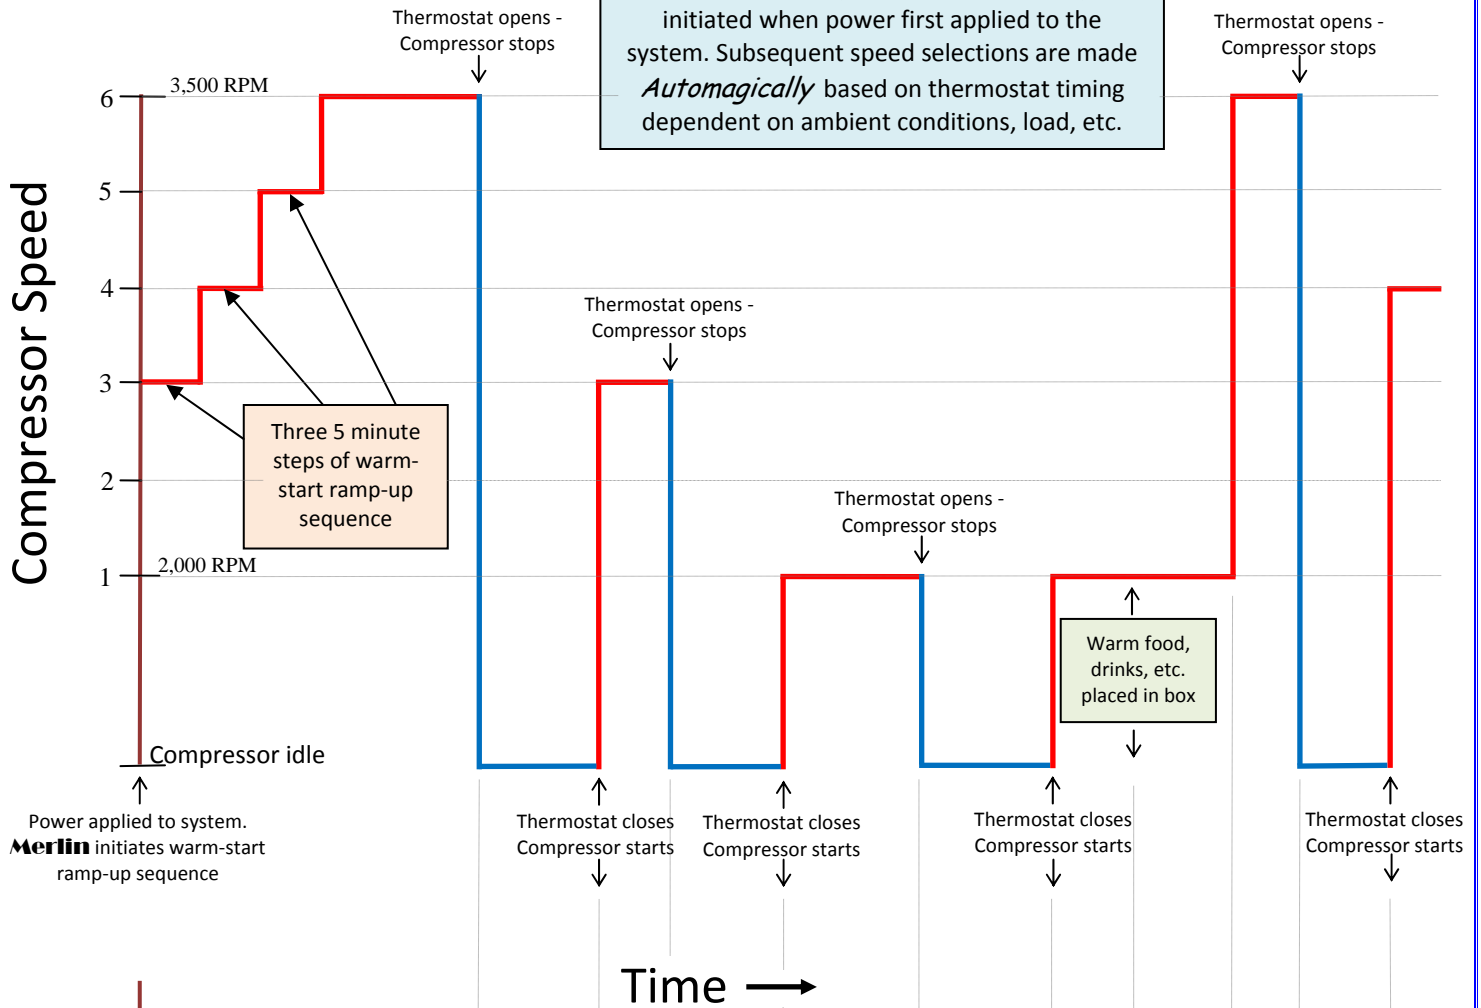 Thermostat opens -
Compressor stops
initiated when power first applied to the
system. Subsequent speed selections are made
Automagically based on thermostat timing
dependent on ambient conditions, load, etc.
Thermostat opens -
Compressor stops
Compressor Speed
6
3,500 RPM
5
4
3
2
1
2,000 RPM
Thermostat opens -
Compressor stops
Three 5 minute
steps of warm-
start ramp-up
sequence
Thermostat opens -
Compressor stops
Warm food,
drinks, etc.
placed in box
Compressor idle
Power applied to system.
Merlin initiates warm-start
ramp-up sequence
Thermostat closes
Compressor starts
Thermostat closes
Compressor starts
Thermostat closes
Compressor starts
Thermostat closes
Compressor starts
Time